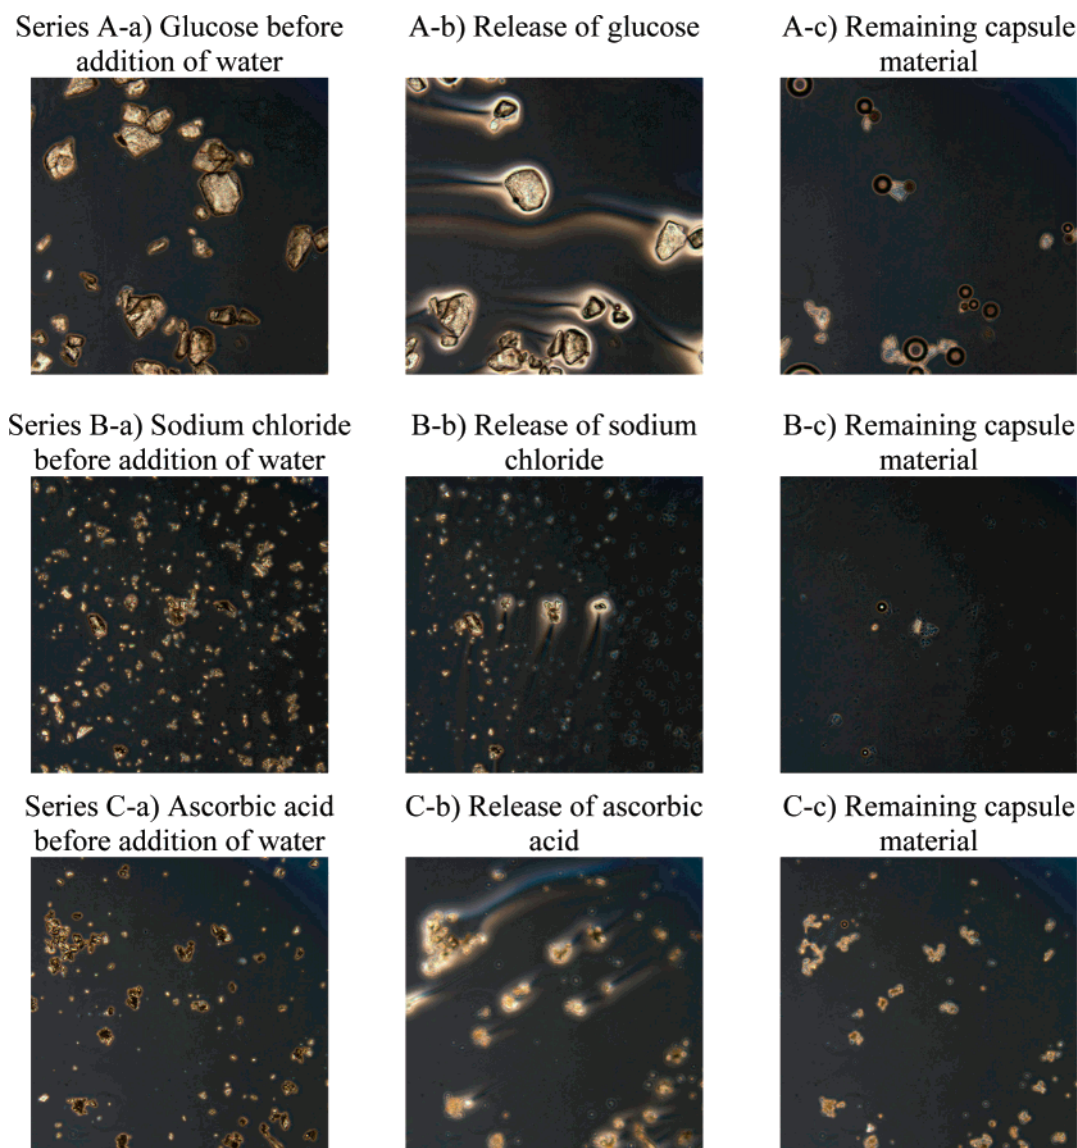 Series A-a) Glucose before
addition of water
A-b) Release of glucose
A-c) Remaining capsule
material
Series B-a) Sodium chloride
before addition of water
B-b) Release of sodium
chloride
B-c) Remaining capsule
material
Series C-a) Ascorbic acid
before addition of water
C-b) Release of ascorbic
acid
C-c) Remaining capsule
material